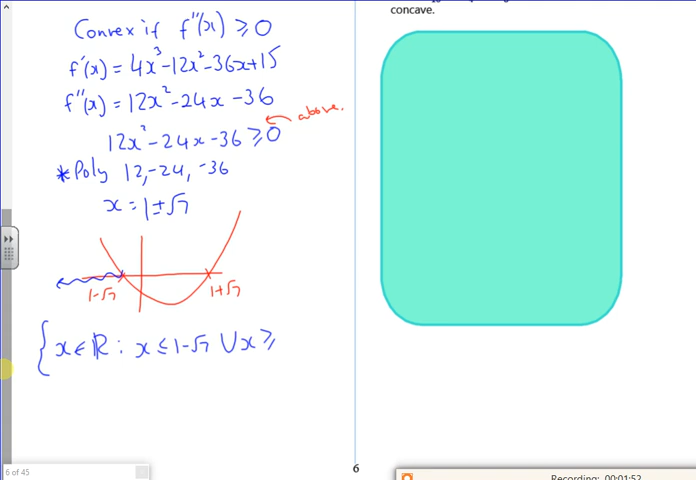 concave.
Convex if f''(x) ≥ 0
f'(x) = 4x³ -12x² -36x+15
f''(x) = 12x² -24x -36
above.
12x² -24x -36 ≥ 0
*Poly 12, -24, -36
x = 1±√7
1-√7
1+√7
{x ∈ ℝ : x ≤ 1-√7 ∪ x ≥
6 of 45
6
Recording: 00:01:52